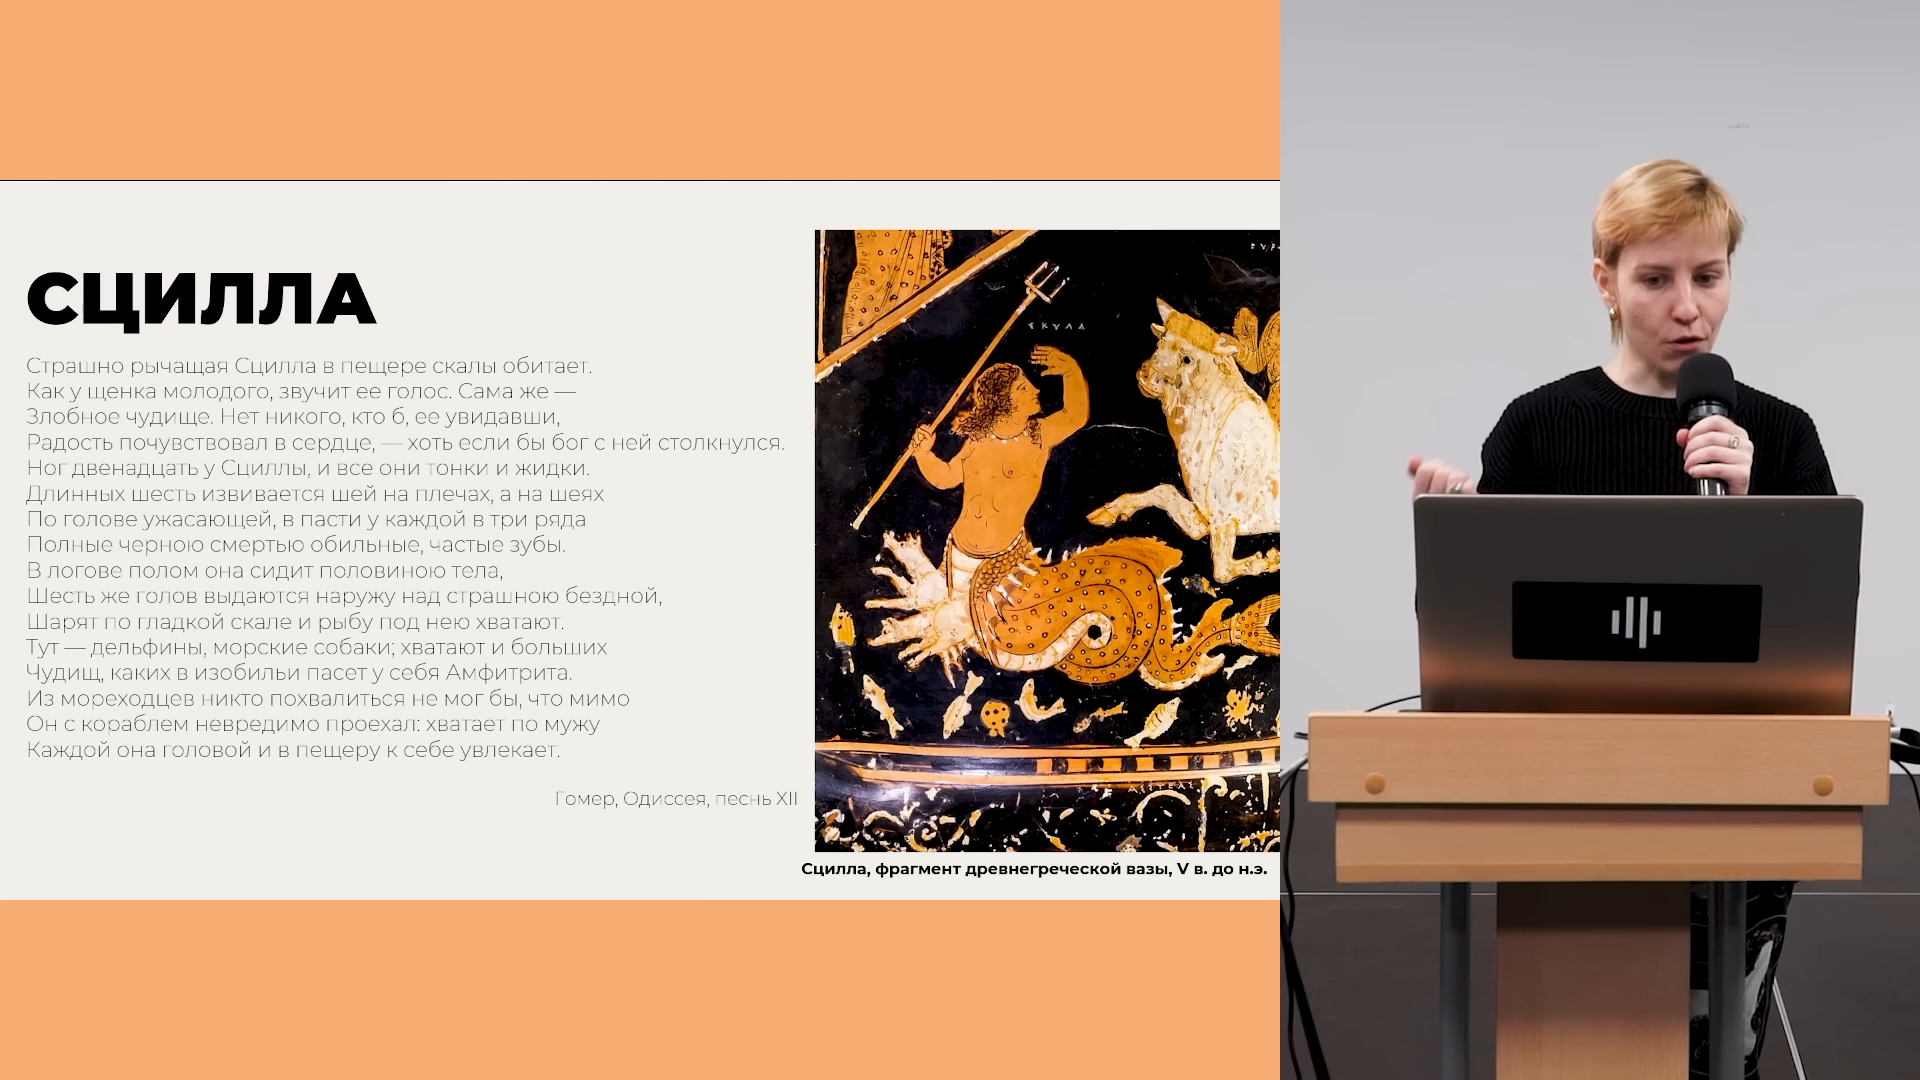 СЦИЛЛА
Страшно рычащая Сцилла в пещере скалы обитает.
Как у щенка молодого, звучит ее голос. Сама же —
Злобное чудище. Нет никого, кто б, ее увидавши,
Радость почувствовал в сердце, — хоть если бы бог с ней столкнулся.
Ног двенадцать у Сциллы, и все они тонки и жидки.
Длинных шесть извивается шей на плечах, а на шеях
По голове ужасающей, в пасти у каждой в три ряда
Полные черною смертью обильные, частые зубы.
В логове полом она сидит половиною тела,
Шесть же голов выдаются наружу над страшною бездной,
Шарят по гладкой скале и рыбу под нею хватают.
Тут — дельфины, морские собаки; хватают и больших
Чудищ, каких в изобильи пасет у себя Амфитрита.
Из мореходцев никто похвалиться не мог бы, что мимо
Он с кораблем невредимо проехал: хватает по мужу
Каждой она головой и в пещеру к себе увлекает.
Гомер, Одиссея, песнь XII
Сцилла, фрагмент древнегреческой вазы, V в. до н.э.